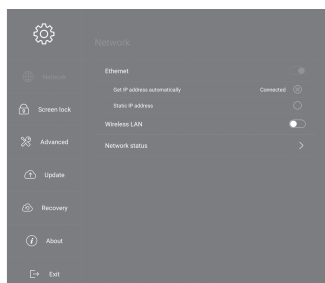 Network
Network
Ethernet
Get IP address automatically Connected
Static IP address
Wireless LAN
Network status
Screen lock
Advanced
Update
Recovery
About
Exit